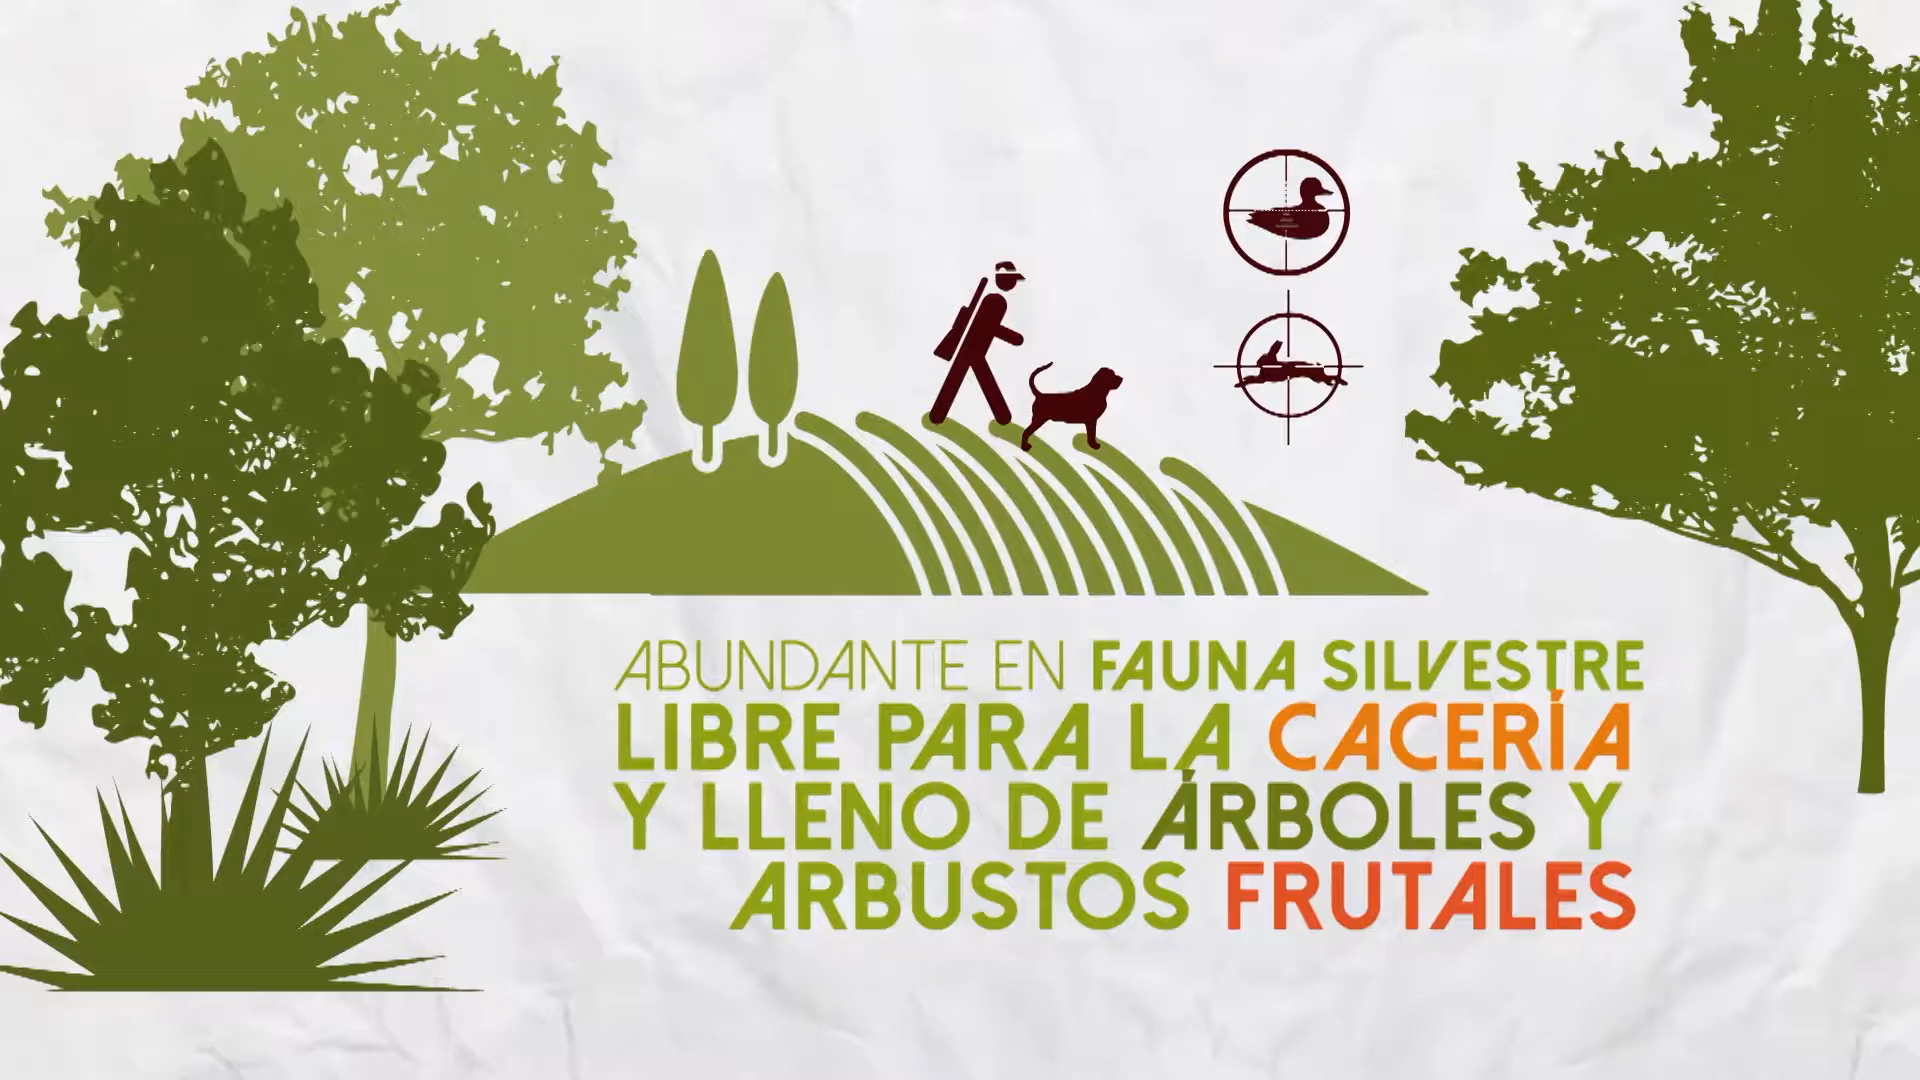 ABUNDANTE EN FAUNA SILVESTRE
LIBRE PARA LA CACERÍA
Y LLENO DE ÁRBOLES Y
ARBUSTOS FRUTALES